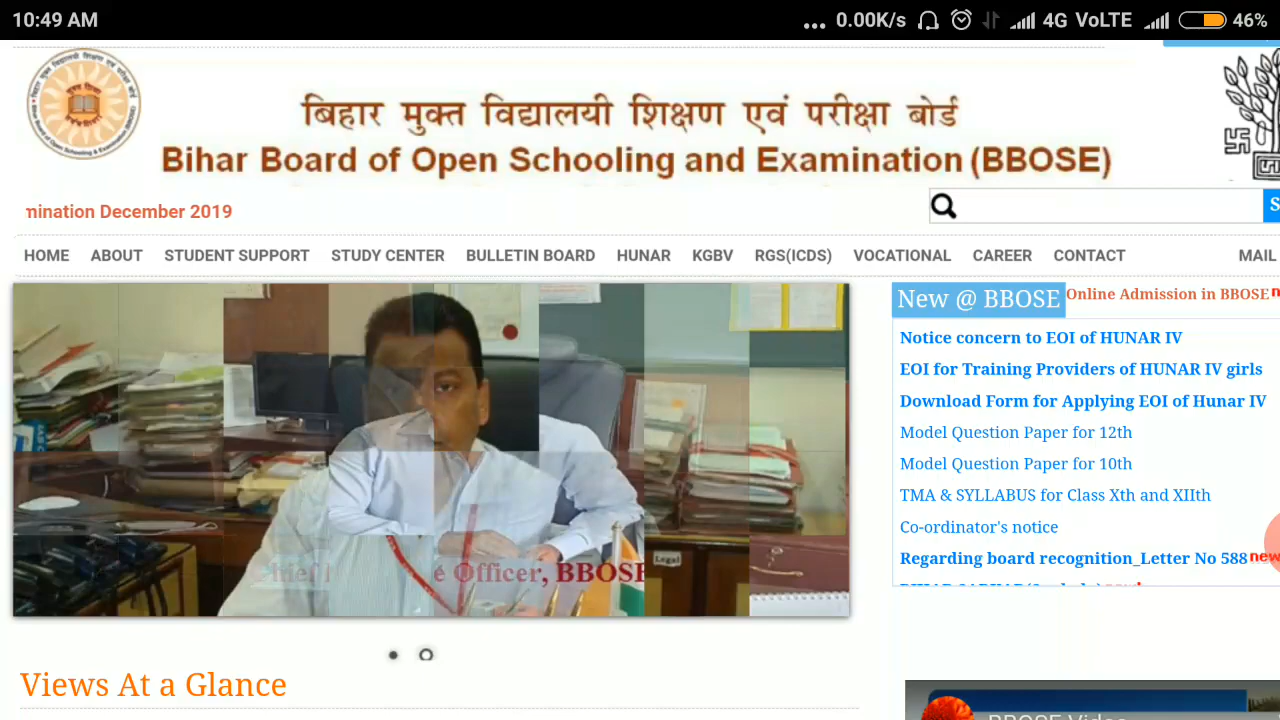 10:49 AM
... 0.00K/s 4G VoLTE 46%
बिहार मुक्त विद्यालयी शिक्षण एवं परीक्षा बोर्ड
Bihar Board of Open Schooling and Examination (BBOSE)
mination December 2019
S
HOME ABOUT STUDENT SUPPORT STUDY CENTER BULLETIN BOARD HUNAR KGBV RGS(ICDS) VOCATIONAL CAREER CONTACT MAIL
New @ BBOSE Online Admission in BBOSE
Notice concern to EOI of HUNAR IV
EOI for Training Providers of HUNAR IV girls
Download Form for Applying EOI of Hunar IV
Model Question Paper for 12th
Model Question Paper for 10th
TMA & SYLLABUS for Class Xth and XIIth
Co-ordinator's notice
Regarding board recognition_Letter No 588 new
Legal
Chief e Officer, BBOSE
Views At a Glance
BBOSE Video